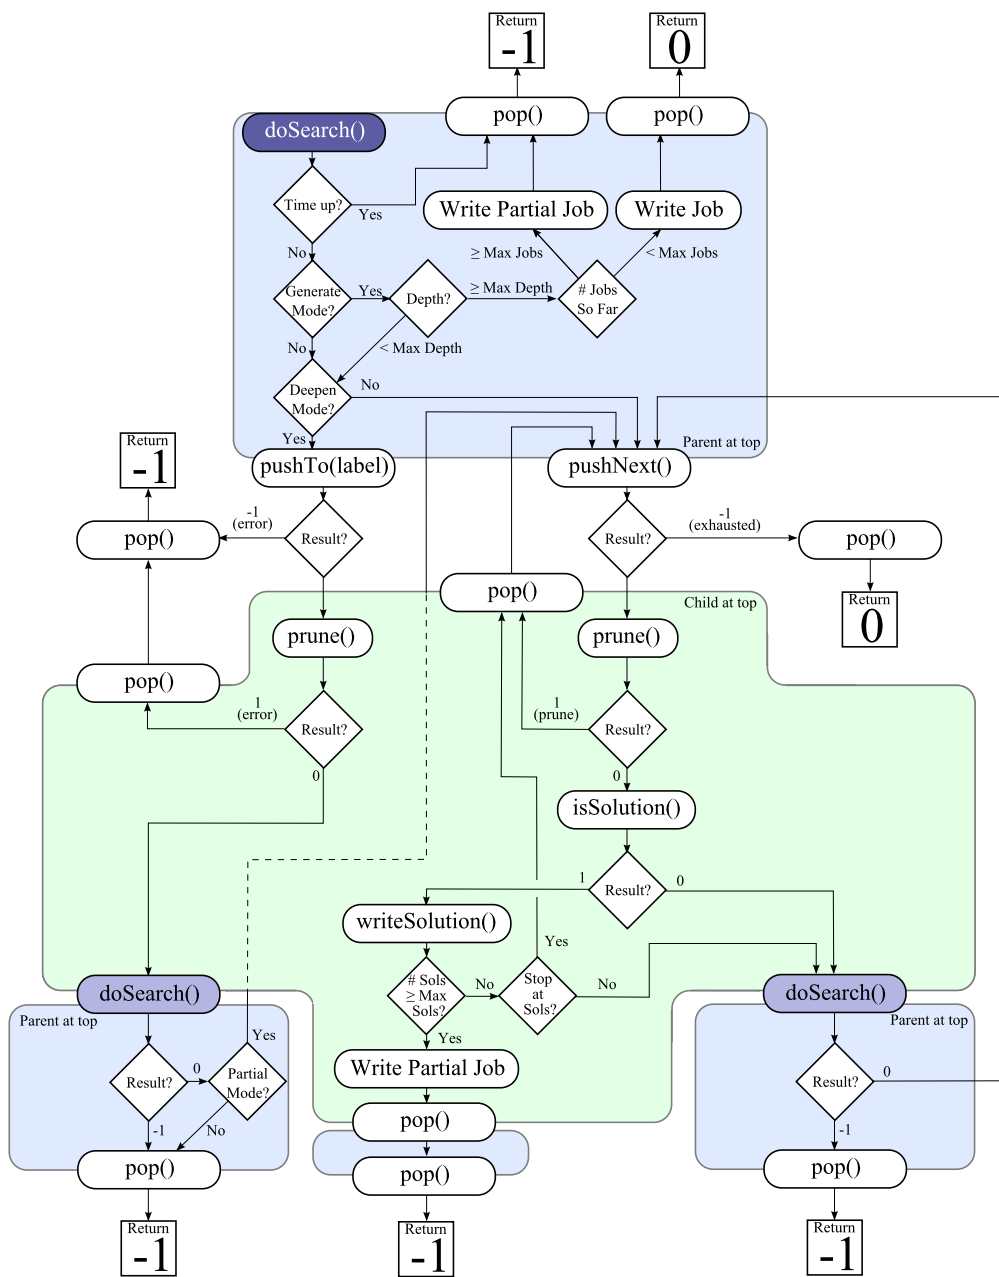 Return
-1
Return
0
pop()
pop()
doSearch()
Time up?
Yes
Write Partial Job
Write Job
No
≥ Max Jobs
< Max Jobs
Generate
Mode?
Yes
Depth?
≥ Max Depth
# Jobs
So Far
No
< Max Depth
Deepen
Mode?
No
Yes
Parent at top
Return
-1
pushTo(label)
pushNext()
-1
(error)
Result?
Result?
-1
(exhausted)
pop()
pop()
pop()
Child at top
Return
0
prune()
prune()
pop()
1
(error)
Result?
1
(prune)
Result?
0
0
isSolution()
1
Result?
0
writeSolution()
Yes
# Sols
≥ Max
Sols?
No
Stop
at
Sols?
No
doSearch()
doSearch()
Parent at top
Yes
Yes
Parent at top
Result?
0
Partial
Mode?
Write Partial Job
Result?
0
-1
No
pop()
-1
pop()
pop()
pop()
Return
-1
Return
-1
Return
-1